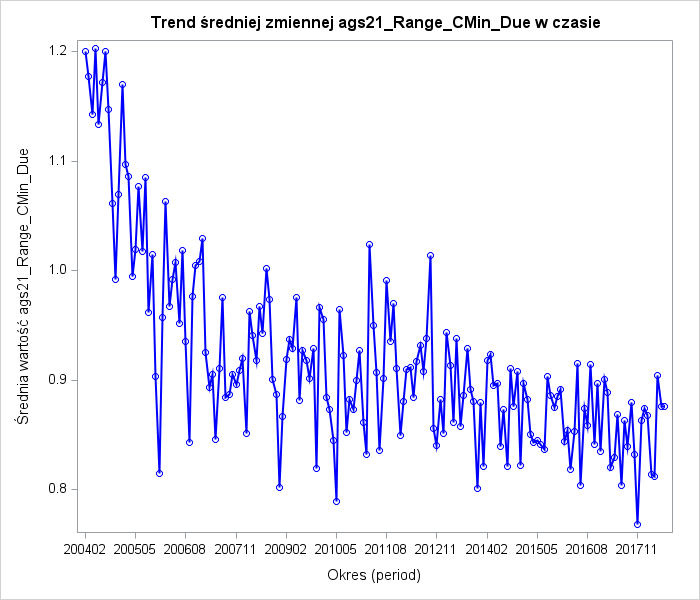 Trend średniej zmiennej ags21_Range_CMin_Due w czasie
Średnia wartość ags21_Range_CMin_Due
1.2
1.1
1.0
0.9
0.8
200402 200505 200608 200711 200902 201005 201108 201211 201402 201505 201608 201711
Okres (period)